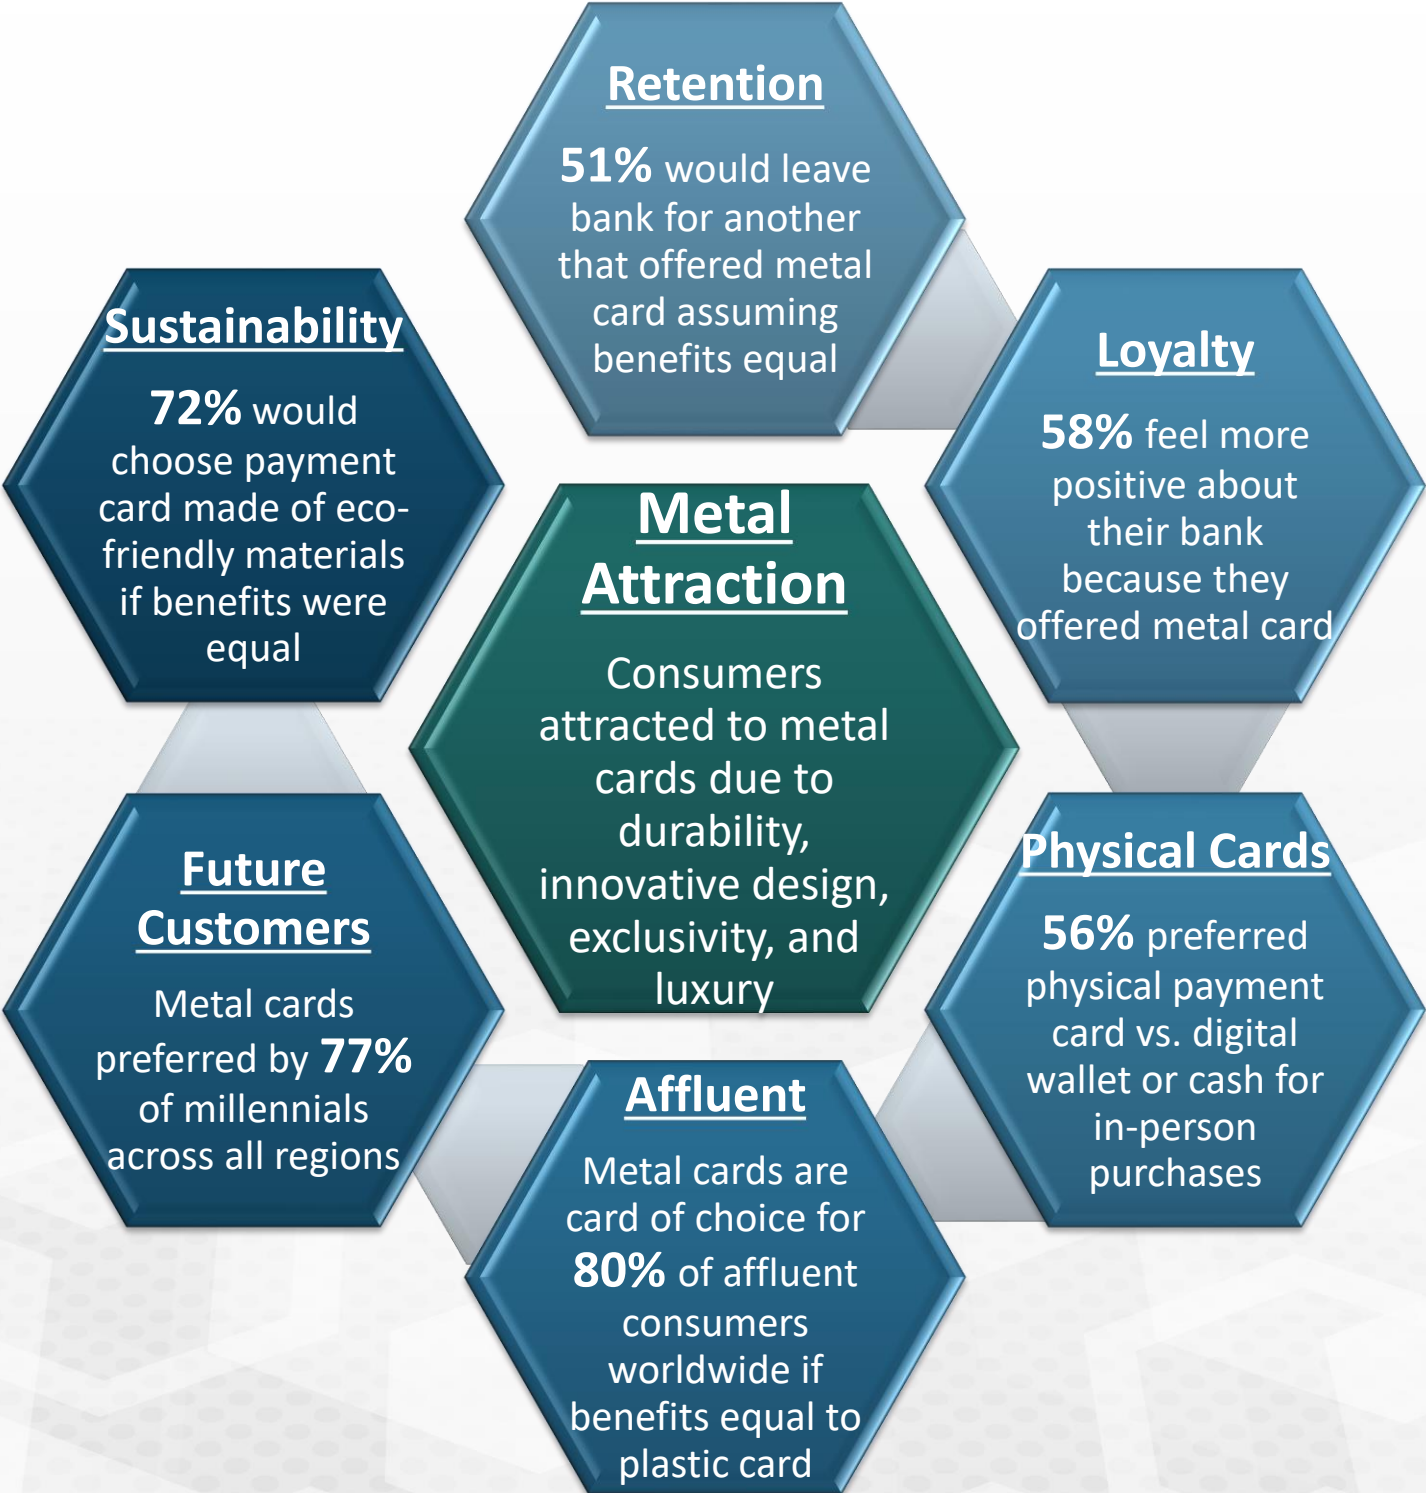 Retention
51% would leave
bank for another
that offered metal
card assuming
benefits equal
Sustainability
72% would
choose payment
card made of eco-
friendly materials
if benefits were
equal
Loyalty
58% feel more
positive about
their bank
because they
offered metal card
Metal
Attraction
Consumers
attracted to metal
cards due to
durability,
innovative design,
exclusivity, and
luxury
Future
Customers
Metal cards
preferred by 77%
of millennials
across all regions
Physical Cards
56% preferred
physical payment
card vs. digital
wallet or cash for
in-person
purchases
Affluent
Metal cards are
card of choice for
80% of affluent
consumers
worldwide if
benefits equal to
plastic card